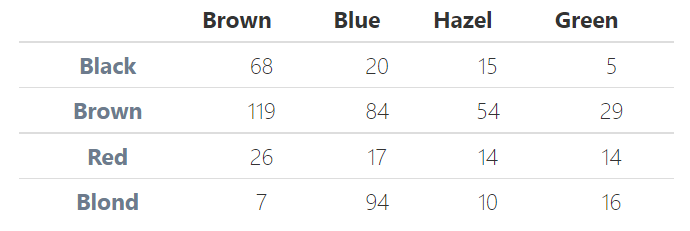 Brown Blue Hazel Green
Black 68 20 15 5
Brown 119 84 54 29
Red 26 17 14 14
Blond 7 94 10 16